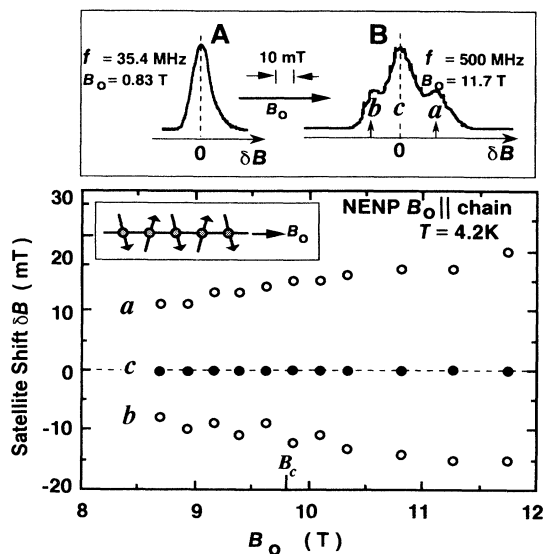 A
B
f = 35.4 MHz
B₀ = 0.83 T
10 mT
B₀
f = 500 MHz
B₀ = 11.7 T
b c a
0 δB
0 δB
NENP B₀ || chain
T = 4.2K
B₀
Satellite Shift δB (mT)
30
20
10
0
-10
-20
a
c
b
B_c
8 9 10 11 12
B₀ (T)